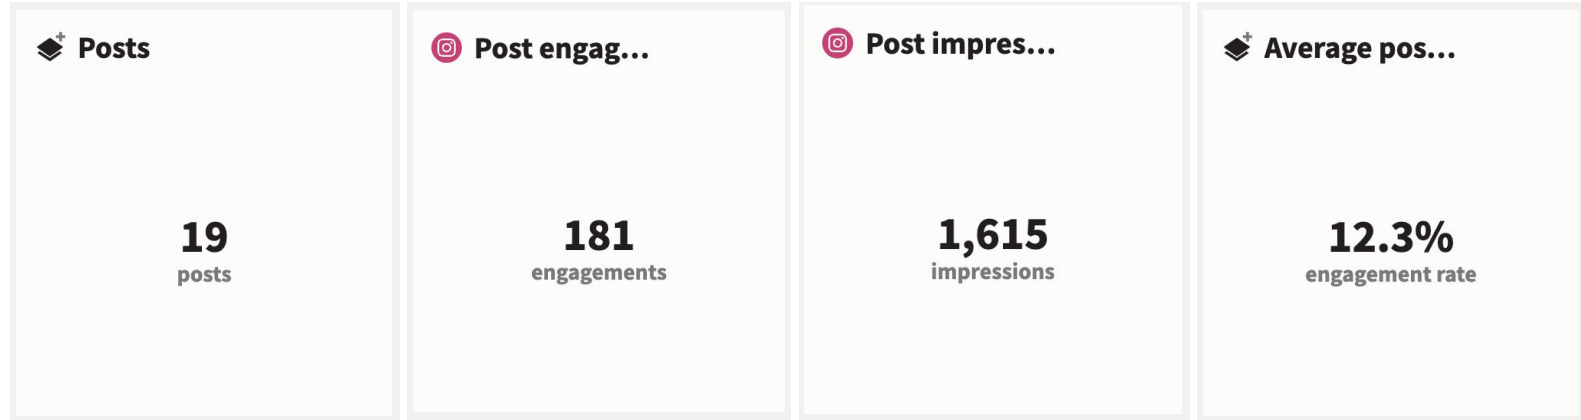 Posts
19
posts
Post engag...
181
engagements
Post impres...
1,615
impressions
Average pos...
12.3%
engagement rate